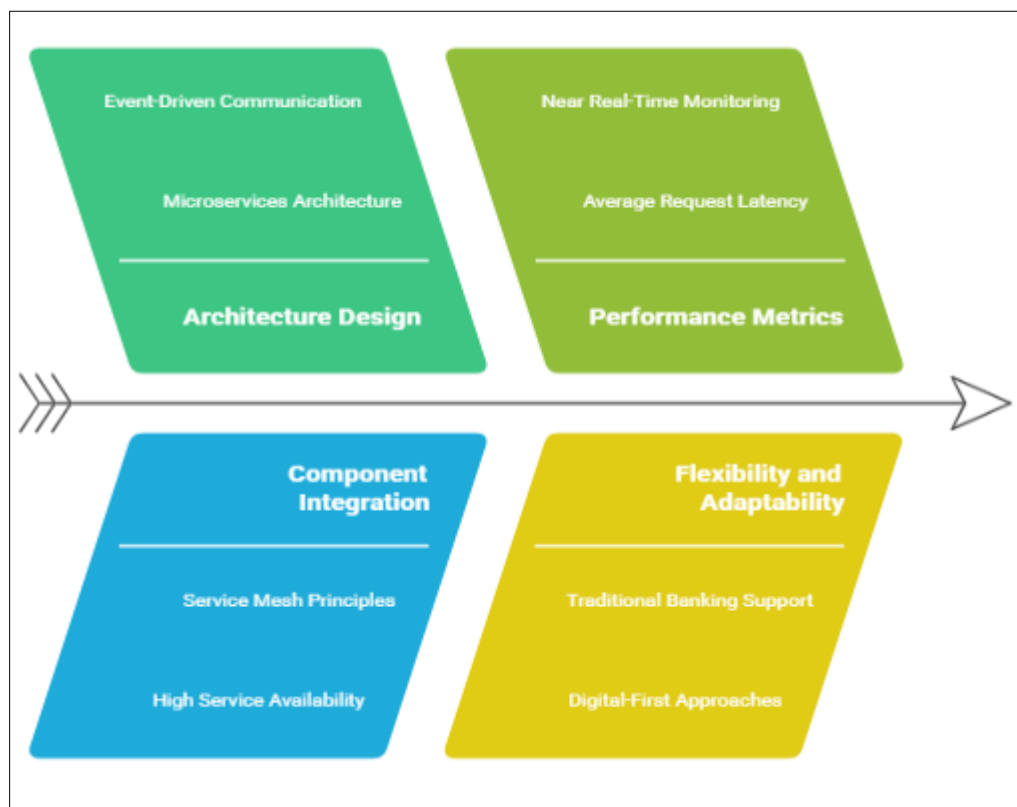 Event-Driven Communication
Microservices Architecture
Architecture Design
Near Real-Time Monitoring
Average Request Latency
Performance Metrics
Component
Integration
Service Mesh Principles
High Service Availability
Flexibility and
Adaptability
Traditional Banking Support
Digital-First Approaches